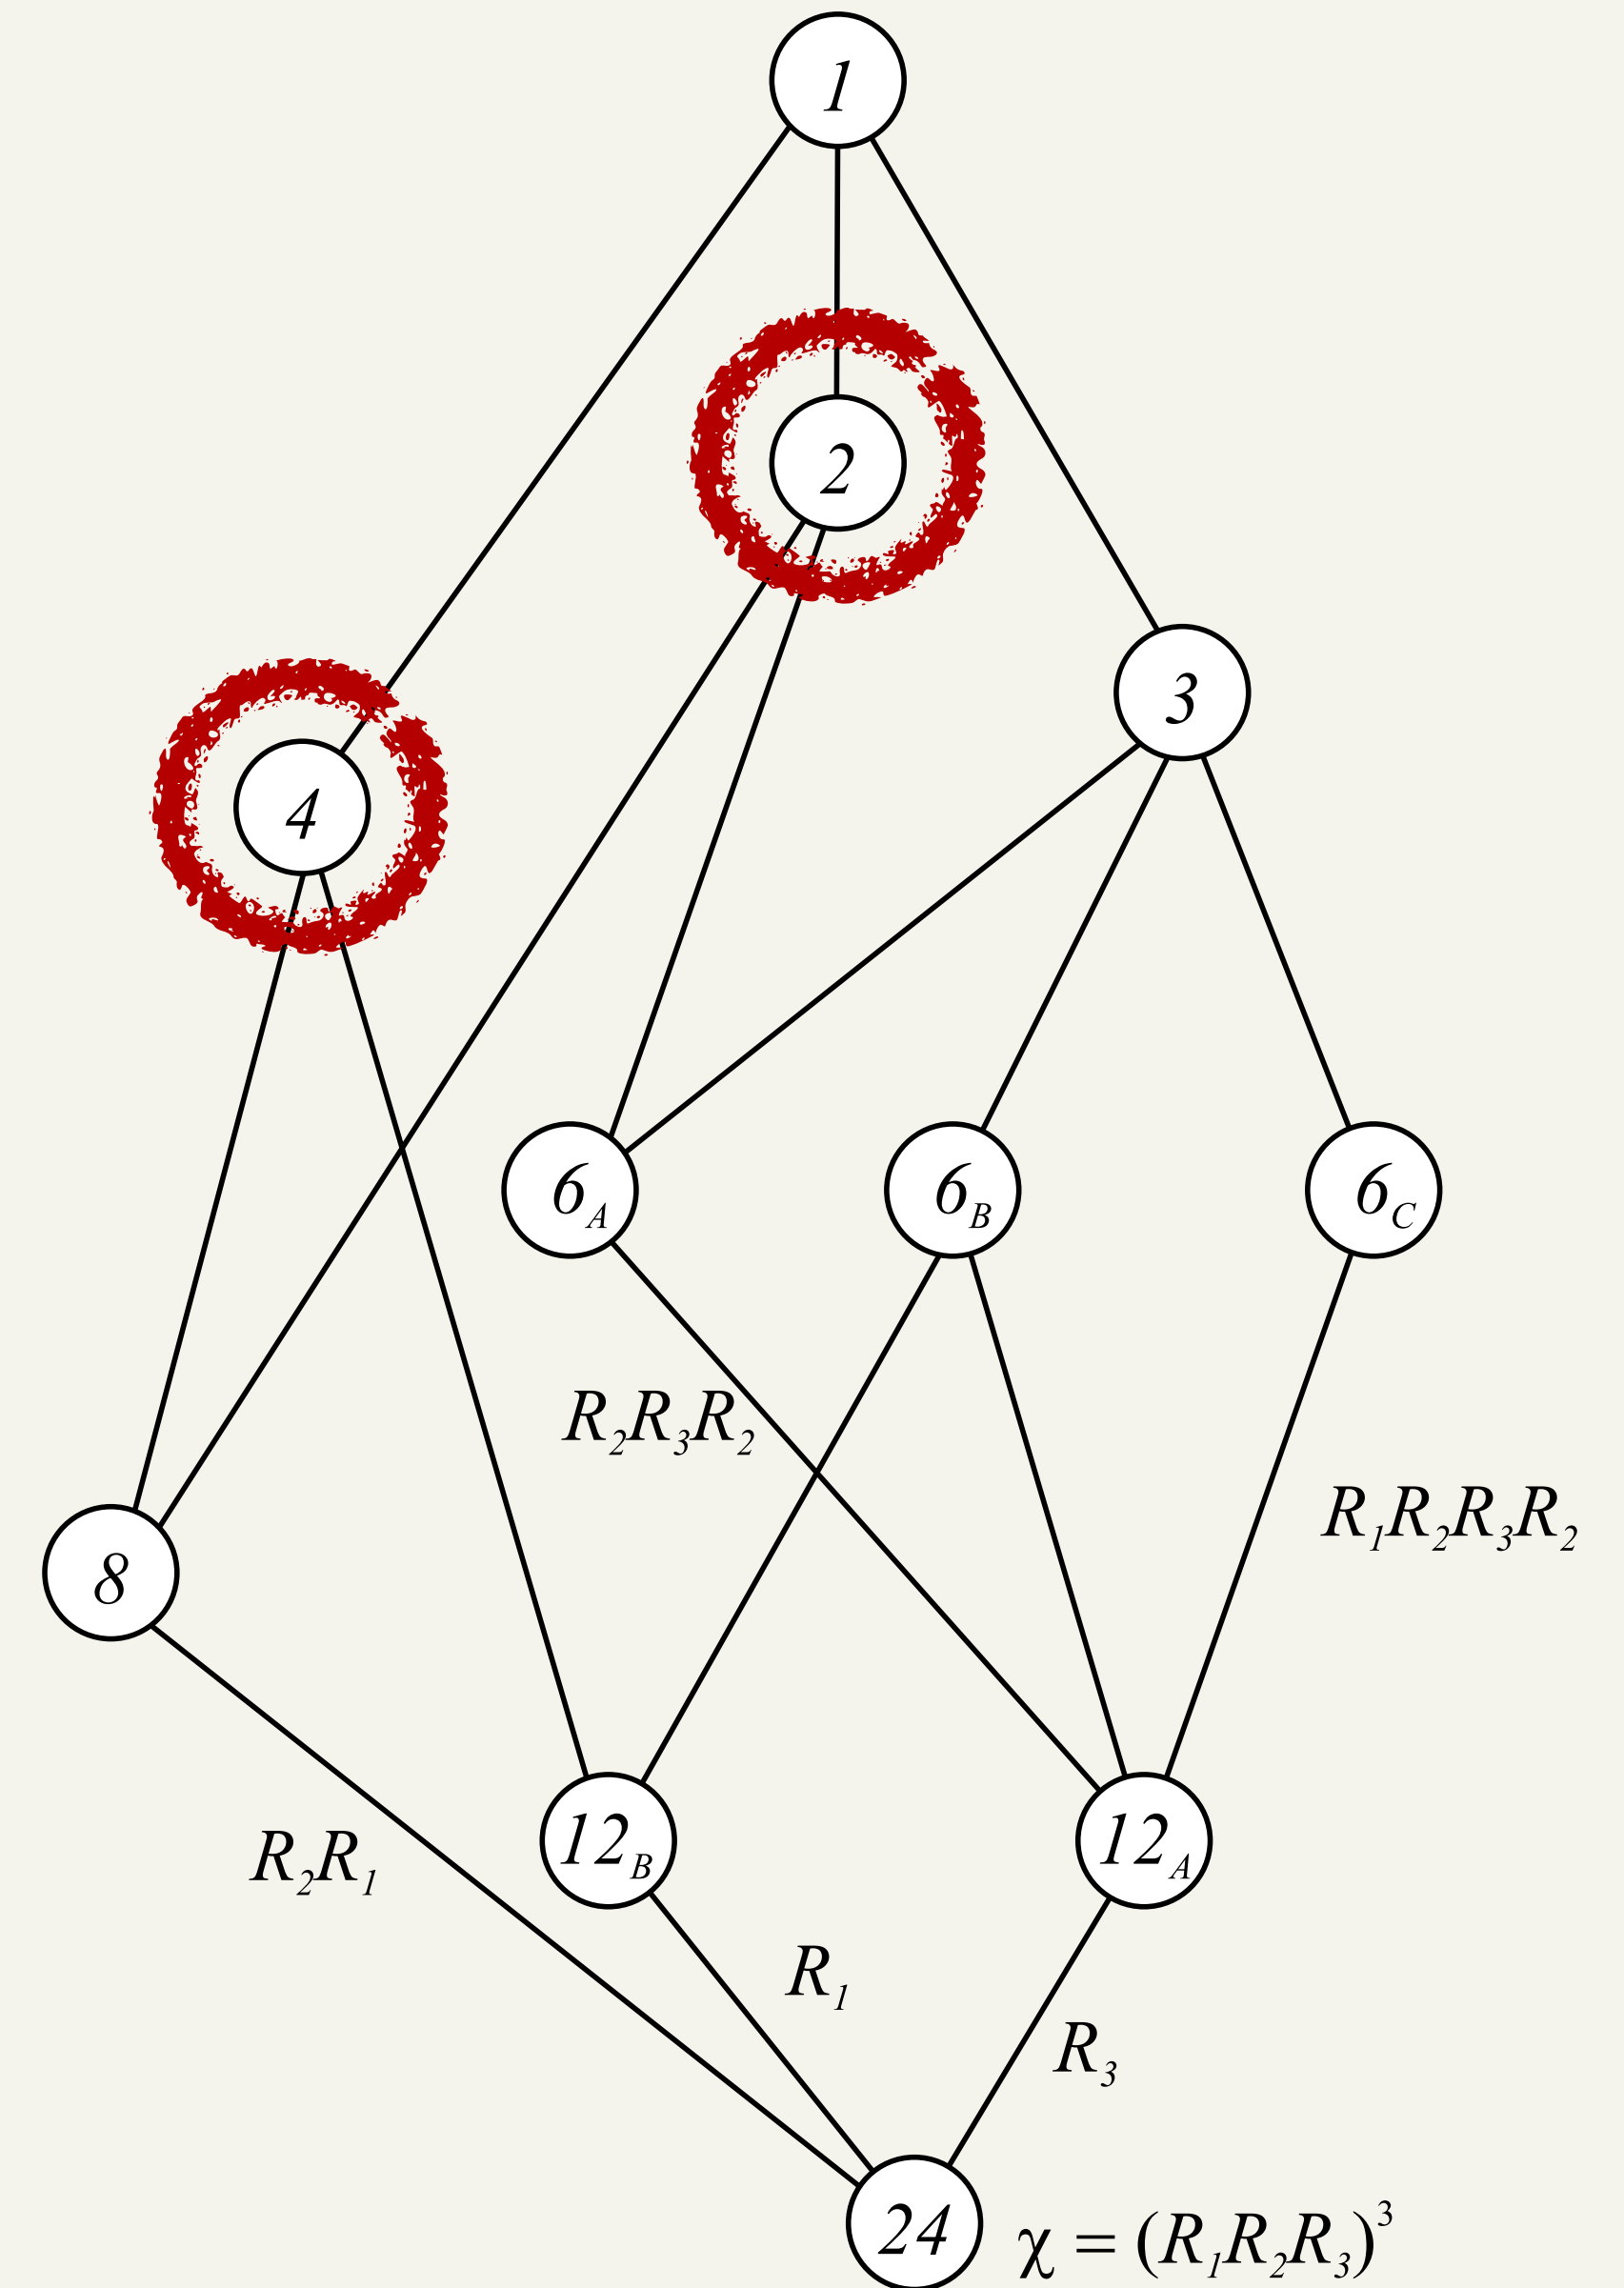 1
2
3
4
6A 6B 6C
R2R3R2
R1R2R3R2
8
12B 12A
R2R1
R1
R3
24 χ = (R1R2R3)3